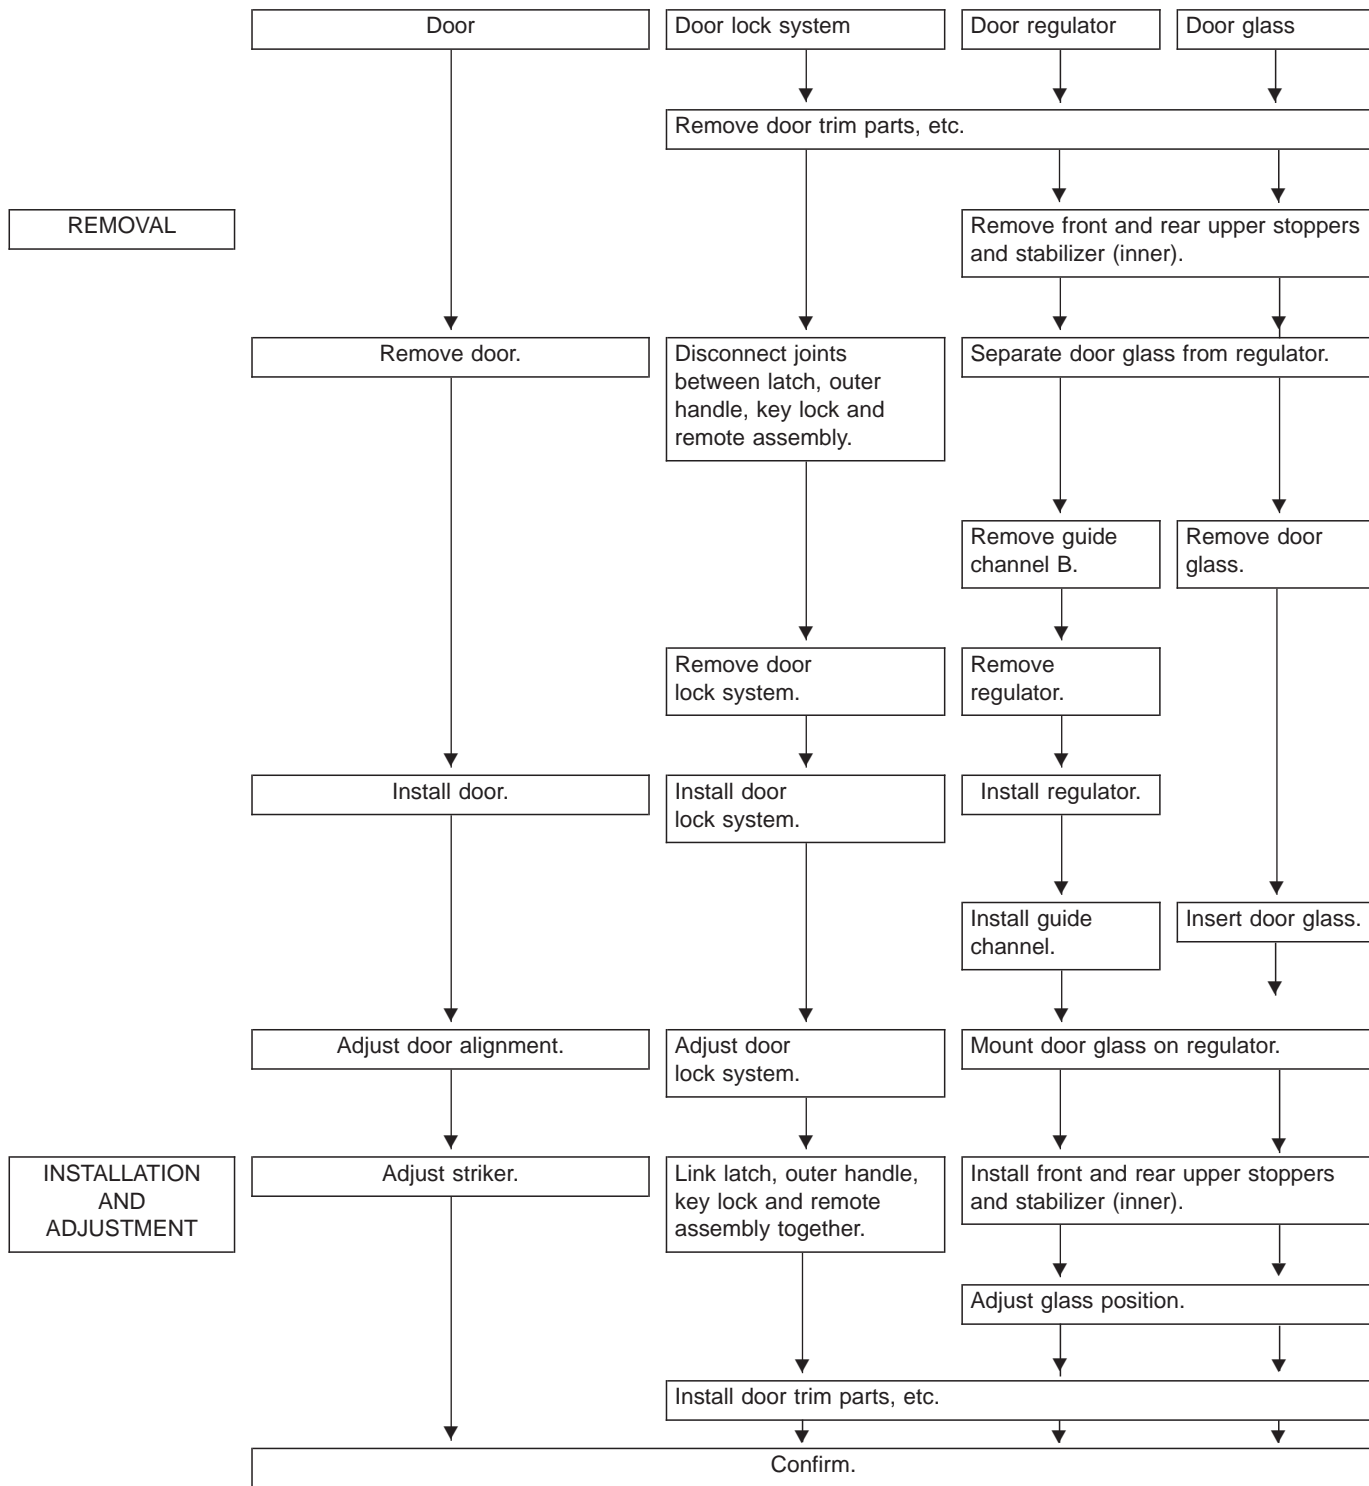 Door
Door lock system
Door regulator
Door glass
Remove door trim parts, etc.
REMOVAL
Remove front and rear upper stoppers
and stabilizer (inner).
Remove door.
Disconnect joints
between latch, outer
handle, key lock and
remote assembly.
Separate door glass from regulator.
Remove guide
channel B.
Remove door
glass.
Remove door
lock system.
Remove
regulator.
Install door.
Install door
lock system.
Install regulator.
Install guide
channel.
Insert door glass.
Adjust door alignment.
Adjust door
lock system.
Mount door glass on regulator.
INSTALLATION
AND
ADJUSTMENT
Adjust striker.
Link latch, outer handle,
key lock and remote
assembly together.
Install front and rear upper stoppers
and stabilizer (inner).
Adjust glass position.
Install door trim parts, etc.
Confirm.